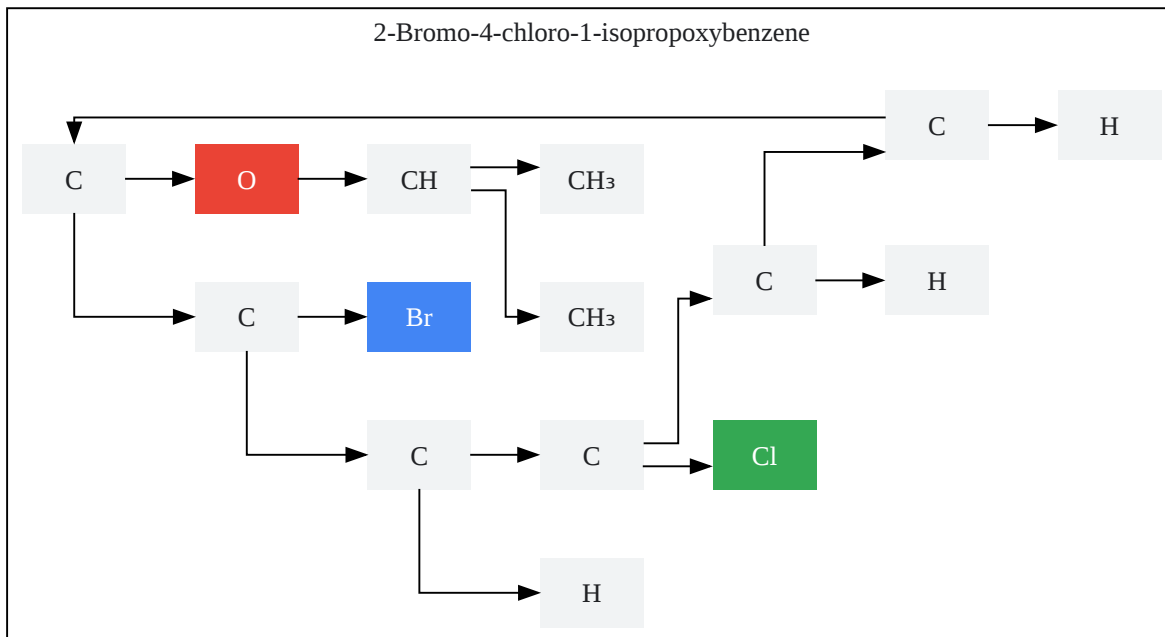 2-Bromo-4-chloro-1-isopropoxybenzene
C H
C O CH CH₃
C H
C Br CH₃
C C Cl
H